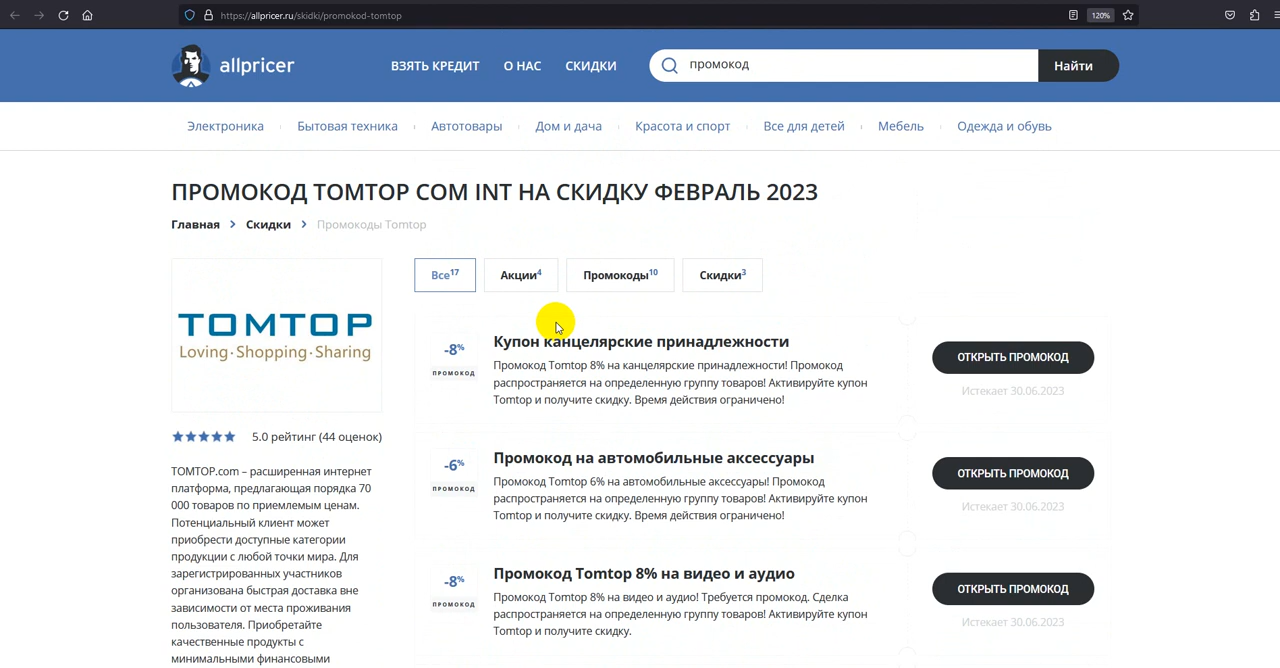 https://allpricer.ru/skidki/promokod-tomtop
120%
allpricer
ВЗЯТЬ КРЕДИТ
О НАС
СКИДКИ
промокод
Найти
Электроника
Бытовая техника
Автотовары
Дом и дача
Красота и спорт
Все для детей
Мебель
Одежда и обувь
ПРОМОКОД TOMTOP COM INT НА СКИДКУ ФЕВРАЛЬ 2023
Главная > Скидки > Промокоды Tomtop
TOMTOP
Loving·Shopping·Sharing
5.0 рейтинг (44 оценок)
TOMTOP.com – расширенная интернет
платформа, предлагающая порядка 70
000 товаров по приемлемым ценам.
Потенциальный клиент может
приобрести доступные категории
продукции с любой точки мира. Для
зарегистрированных участников
организована быстрая доставка вне
зависимости от места проживания
пользователя. Приобретайте
качественные продукты с
минимальными финансовыми
Все17
Акции4
Промокоды10
Скидки3
-8%
ПРОМОКОД
Купон канцелярские принадлежности
Промокод Tomtop 8% на канцелярские принадлежности! Промокод
распространяется на определенную группу товаров! Активируйте купон
Tomtop и получите скидку. Время действия ограничено!
ОТКРЫТЬ ПРОМОКОД
Истекает 30.06.2023
-6%
ПРОМОКОД
Промокод на автомобильные аксессуары
Промокод Tomtop 6% на автомобильные аксессуары! Промокод
распространяется на определенную группу товаров! Активируйте купон
Tomtop и получите скидку. Время действия ограничено!
ОТКРЫТЬ ПРОМОКОД
Истекает 30.06.2023
-8%
ПРОМОКОД
Промокод Tomtop 8% на видео и аудио
Промокод Tomtop 8% на видео и аудио! Требуется промокод. Сделка
распространяется на определенную группу товаров! Активируйте купон
Tomtop и получите скидку.
ОТКРЫТЬ ПРОМОКОД
Истекает 30.06.2023